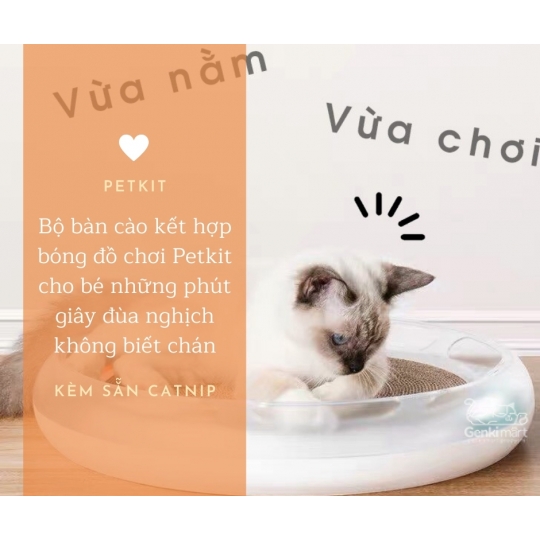 Vừa nằm
Vừa chơi
PETKIT
Bộ bàn cào kết hợp
bóng đồ chơi Petkit
cho bé những phút
giây đùa nghịch
không biết chán
KÈM SẴN CATNIP
Genkimart